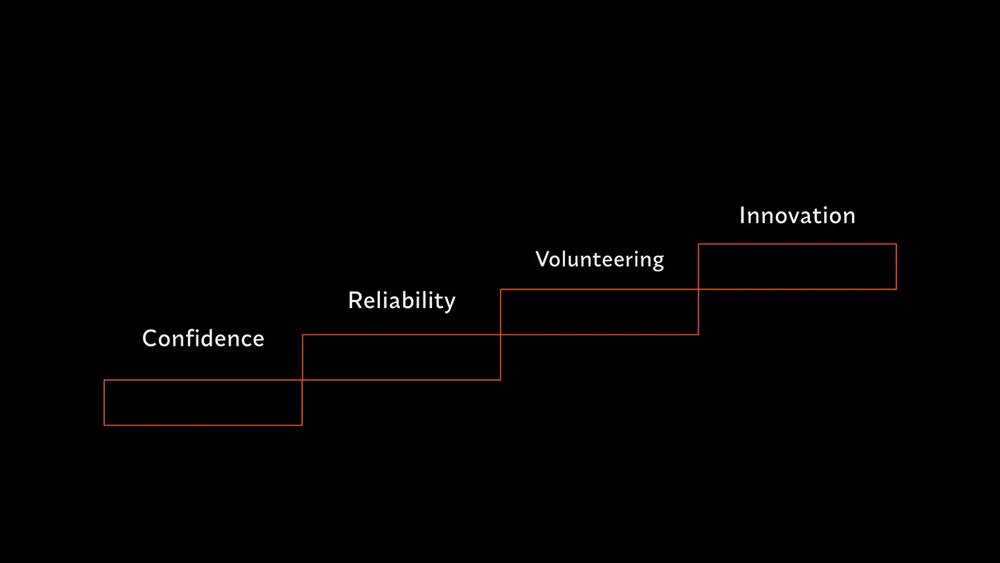 Innovation
Volunteering
Reliability
Confidence